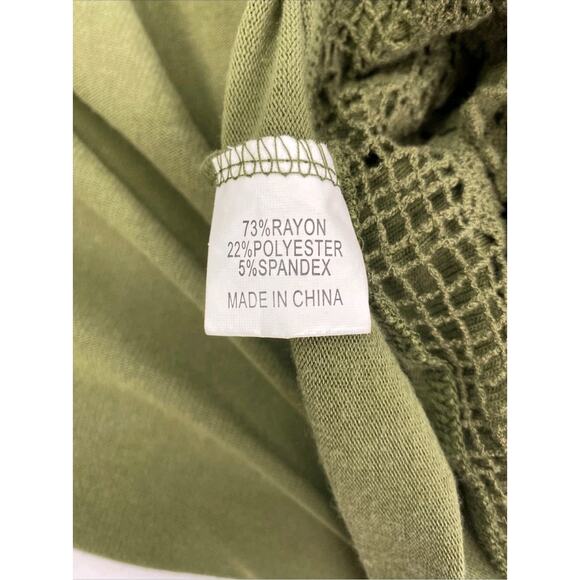 73%RAYON
22%POLYESTER
5%SPANDEX
MADE IN CHINA